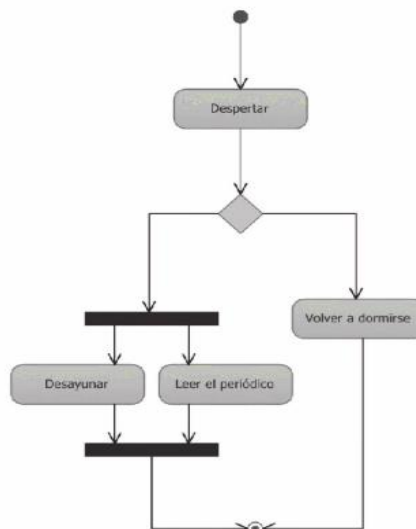 Despertar
Volver a dormirse
Desayunar
Leer el periódico